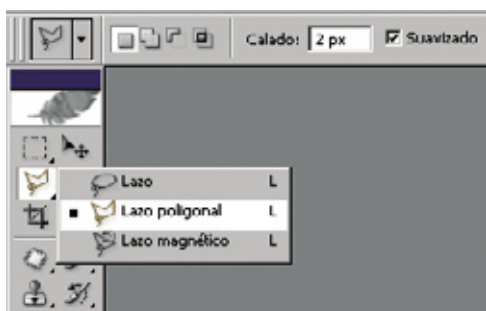 Calado: 2 px Suavizado
Lazo L
Lazo poligonal L
Lazo magnético L